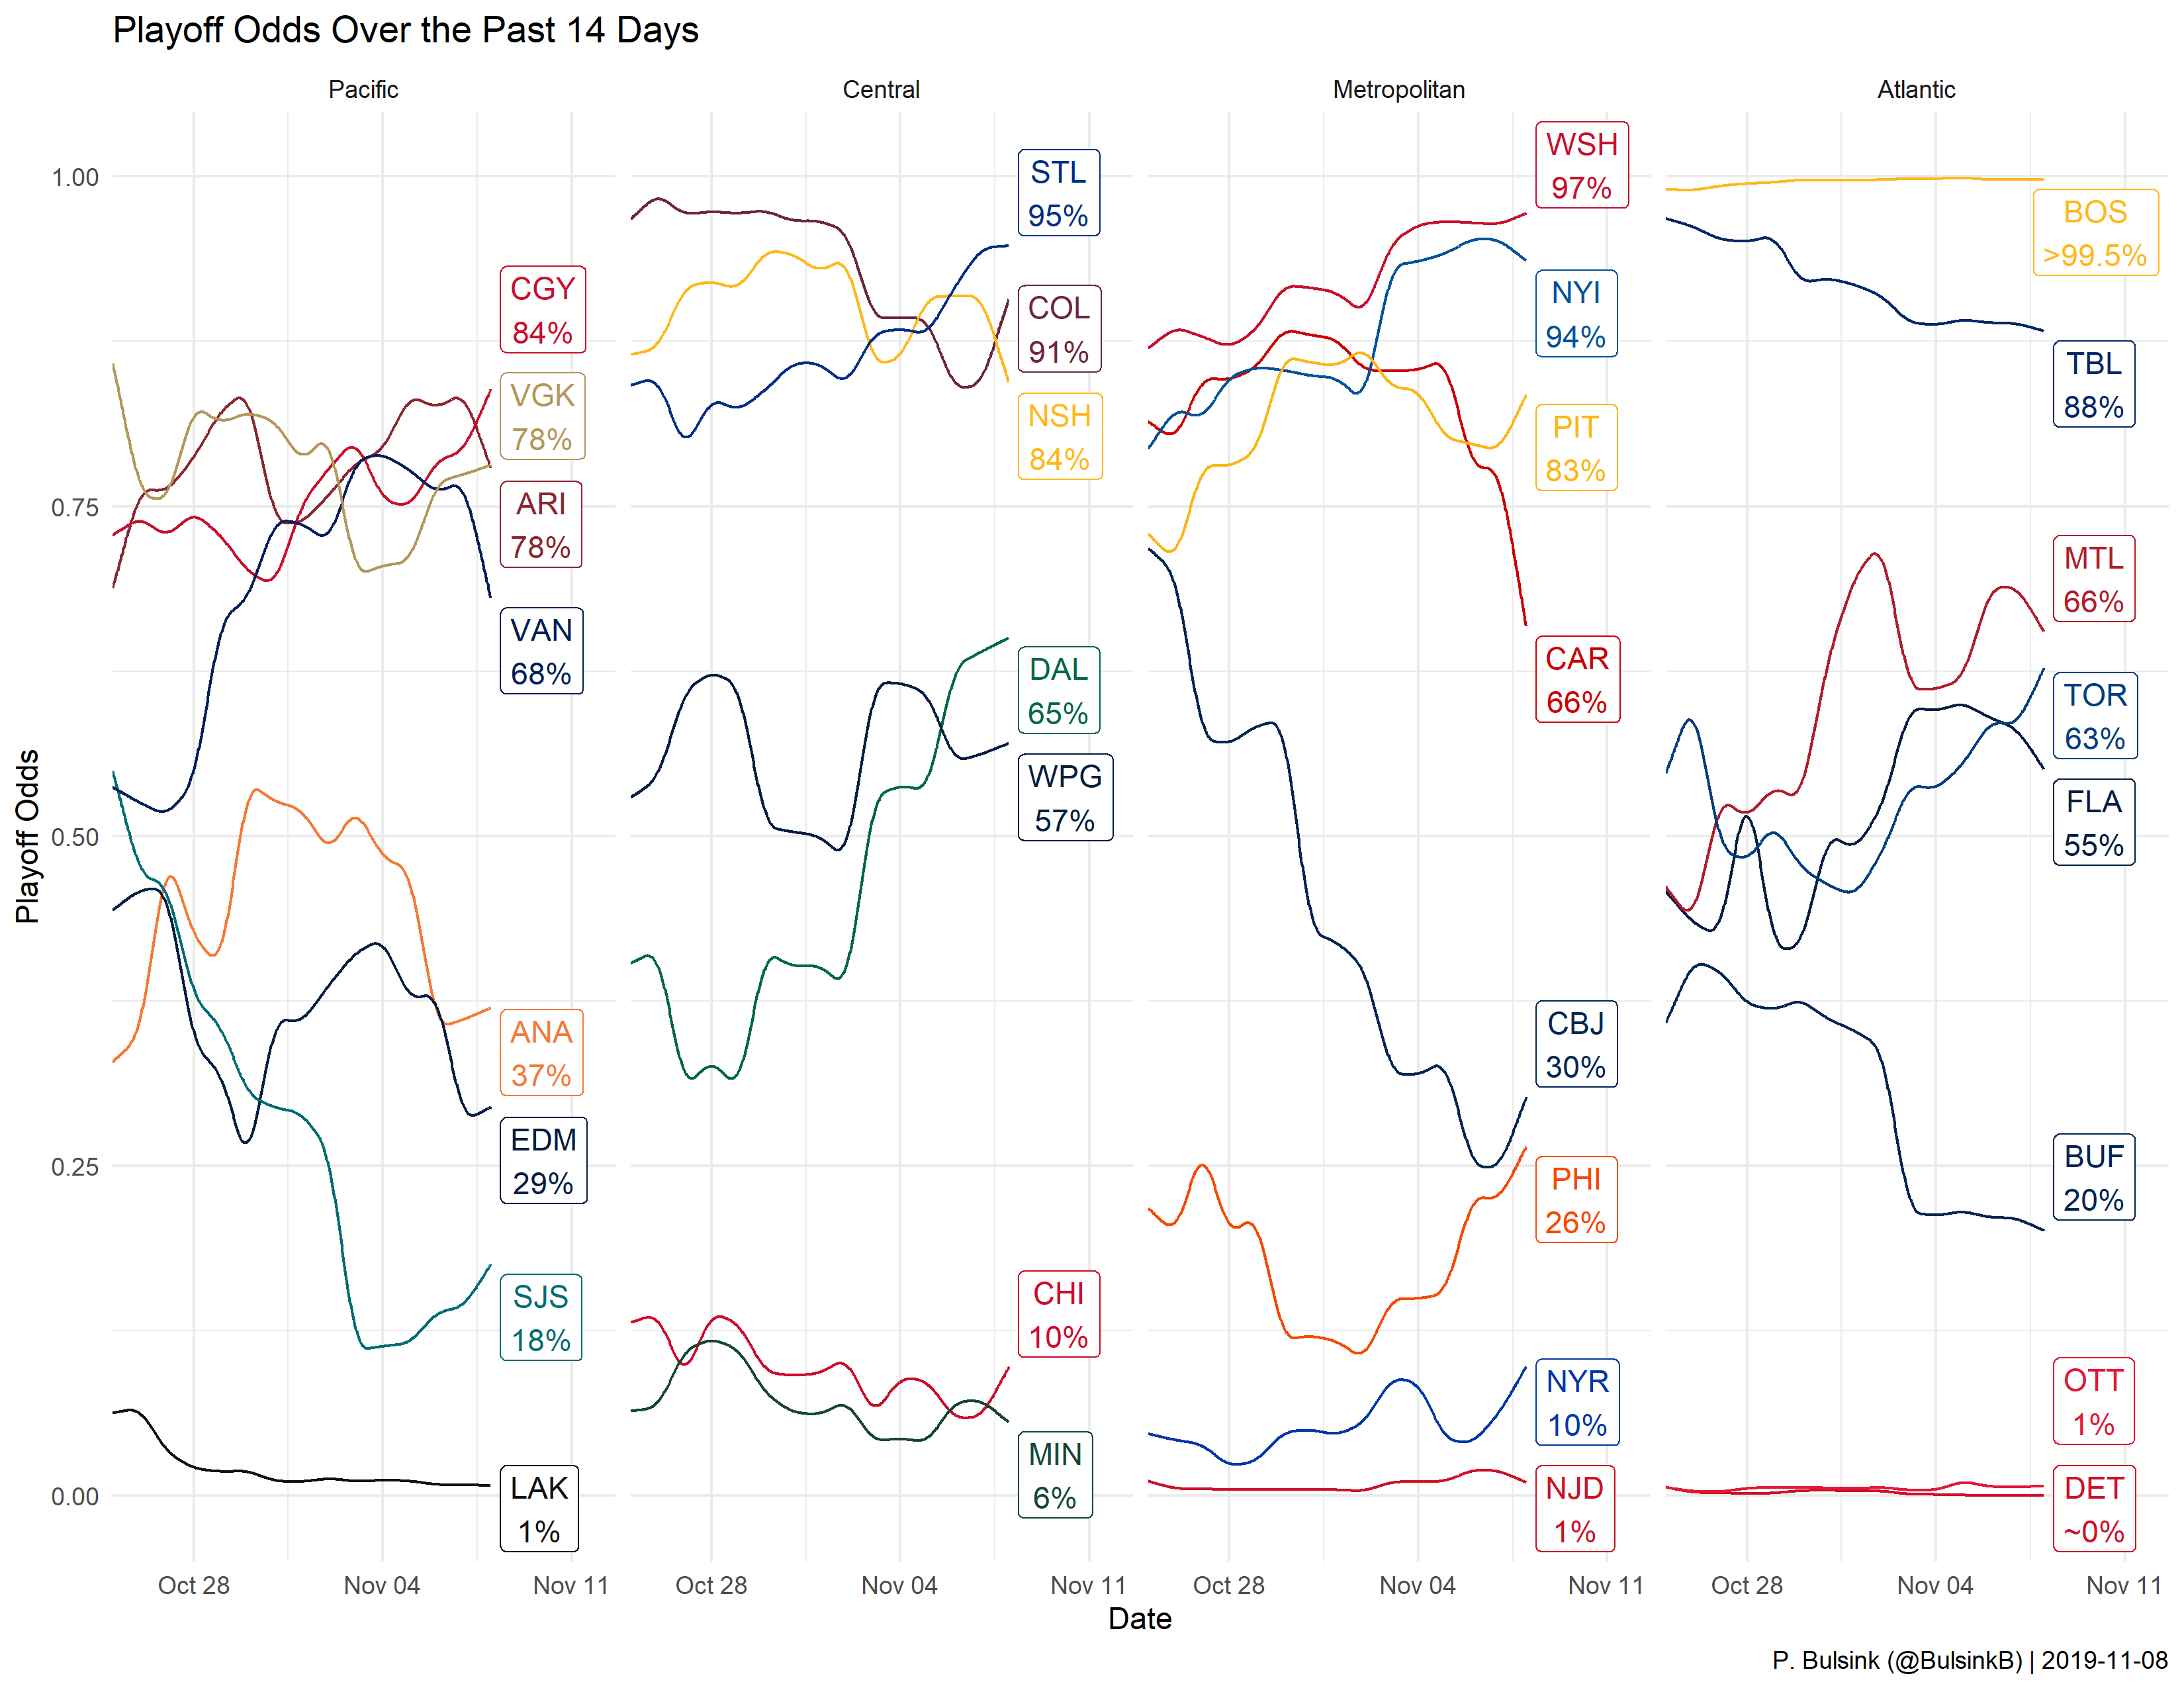 Playoff Odds Over the Past 14 Days
Pacific
Central
Metropolitan
Atlantic
Playoff Odds
1.00
0.75
0.50
0.25
0.00
CGY
84%
VGK
78%
ARI
78%
VAN
68%
ANA
37%
EDM
29%
SJS
18%
LAK
1%
STL
95%
COL
91%
NSH
84%
DAL
65%
WPG
57%
CHI
10%
MIN
6%
WSH
97%
NYI
94%
PIT
83%
CAR
66%
CBJ
30%
PHI
26%
NYR
10%
NJD
1%
BOS
>99.5%
TBL
88%
MTL
66%
TOR
63%
FLA
55%
BUF
20%
OTT
1%
DET
~0%
Oct 28 Nov 04 Nov 11
Oct 28 Nov 04 Nov 11
Oct 28 Nov 04 Nov 11
Oct 28 Nov 04 Nov 11
Date
P. Bulsink (@BulsinkB) | 2019-11-08